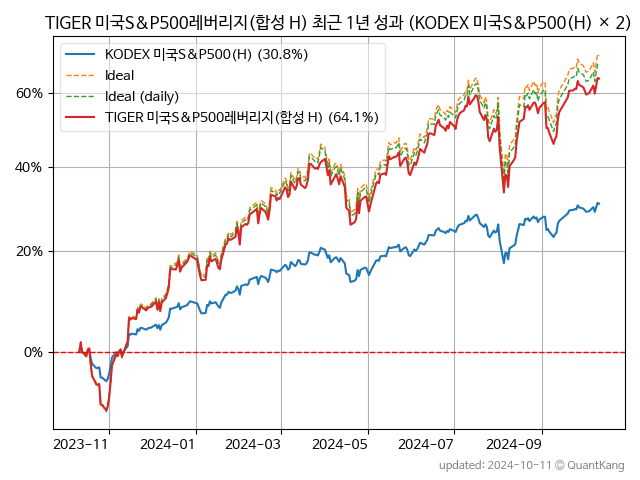 TIGER 미국S&P500레버리지(합성 H) 최근 1년 성과 (KODEX 미국S&P500(H) × 2)
KODEX 미국S&P500(H) (30.8%)
Ideal
Ideal (daily)
TIGER 미국S&P500레버리지(합성 H) (64.1%)
60%
40%
20%
0%
2023-11
2024-01
2024-03
2024-05
2024-07
2024-09
updated: 2024-10-11 © QuantKang